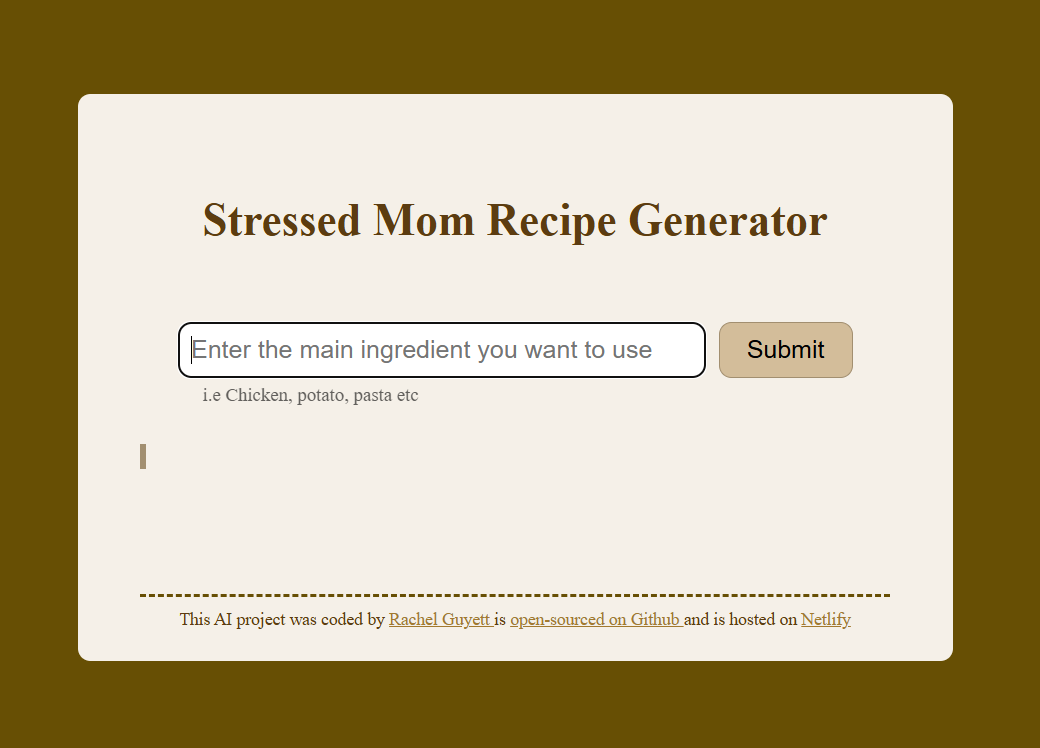 Stressed Mom Recipe Generator
Enter the main ingredient you want to use
Submit
i.e Chicken, potato, pasta etc
This AI project was coded by Rachel Guyett is open-sourced on Github and is hosted on Netlify